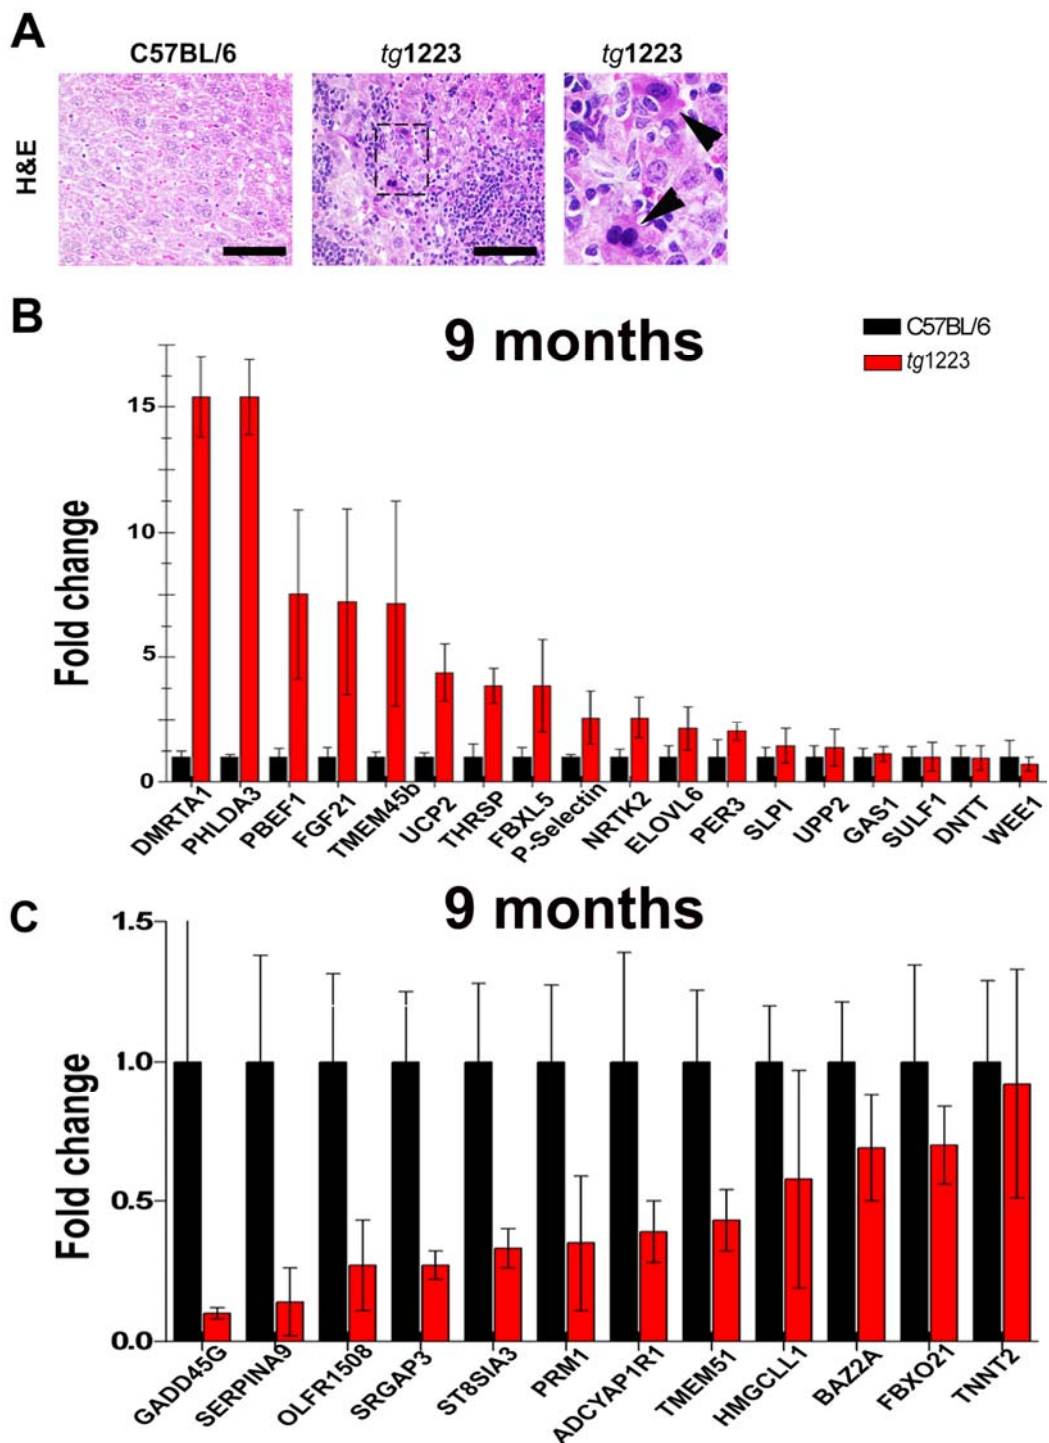 A
C57BL/6 tg1223 tg1223
H&E
B
9 months
C57BL/6
tg1223
Fold change
15
10
5
0
DMRTA1 PHLDA3 PBEF1 FGF21 TMEM45b UCP2 THRSP FBXL5 P-Selectin NRTK2 ELOVL6 PER3 SLPI UPP2 GAS1 SULF1 DNTT WEE1
C
9 months
Fold change
1.5
1.0
0.5
0.0
GADD45G SERPINA9 OLFR1508 SRGAP3 ST8SIA3 PRM1 ADCYAP1R1 TMEM51 HMGCLL1 BAZ2A FBXO21 TNNT2